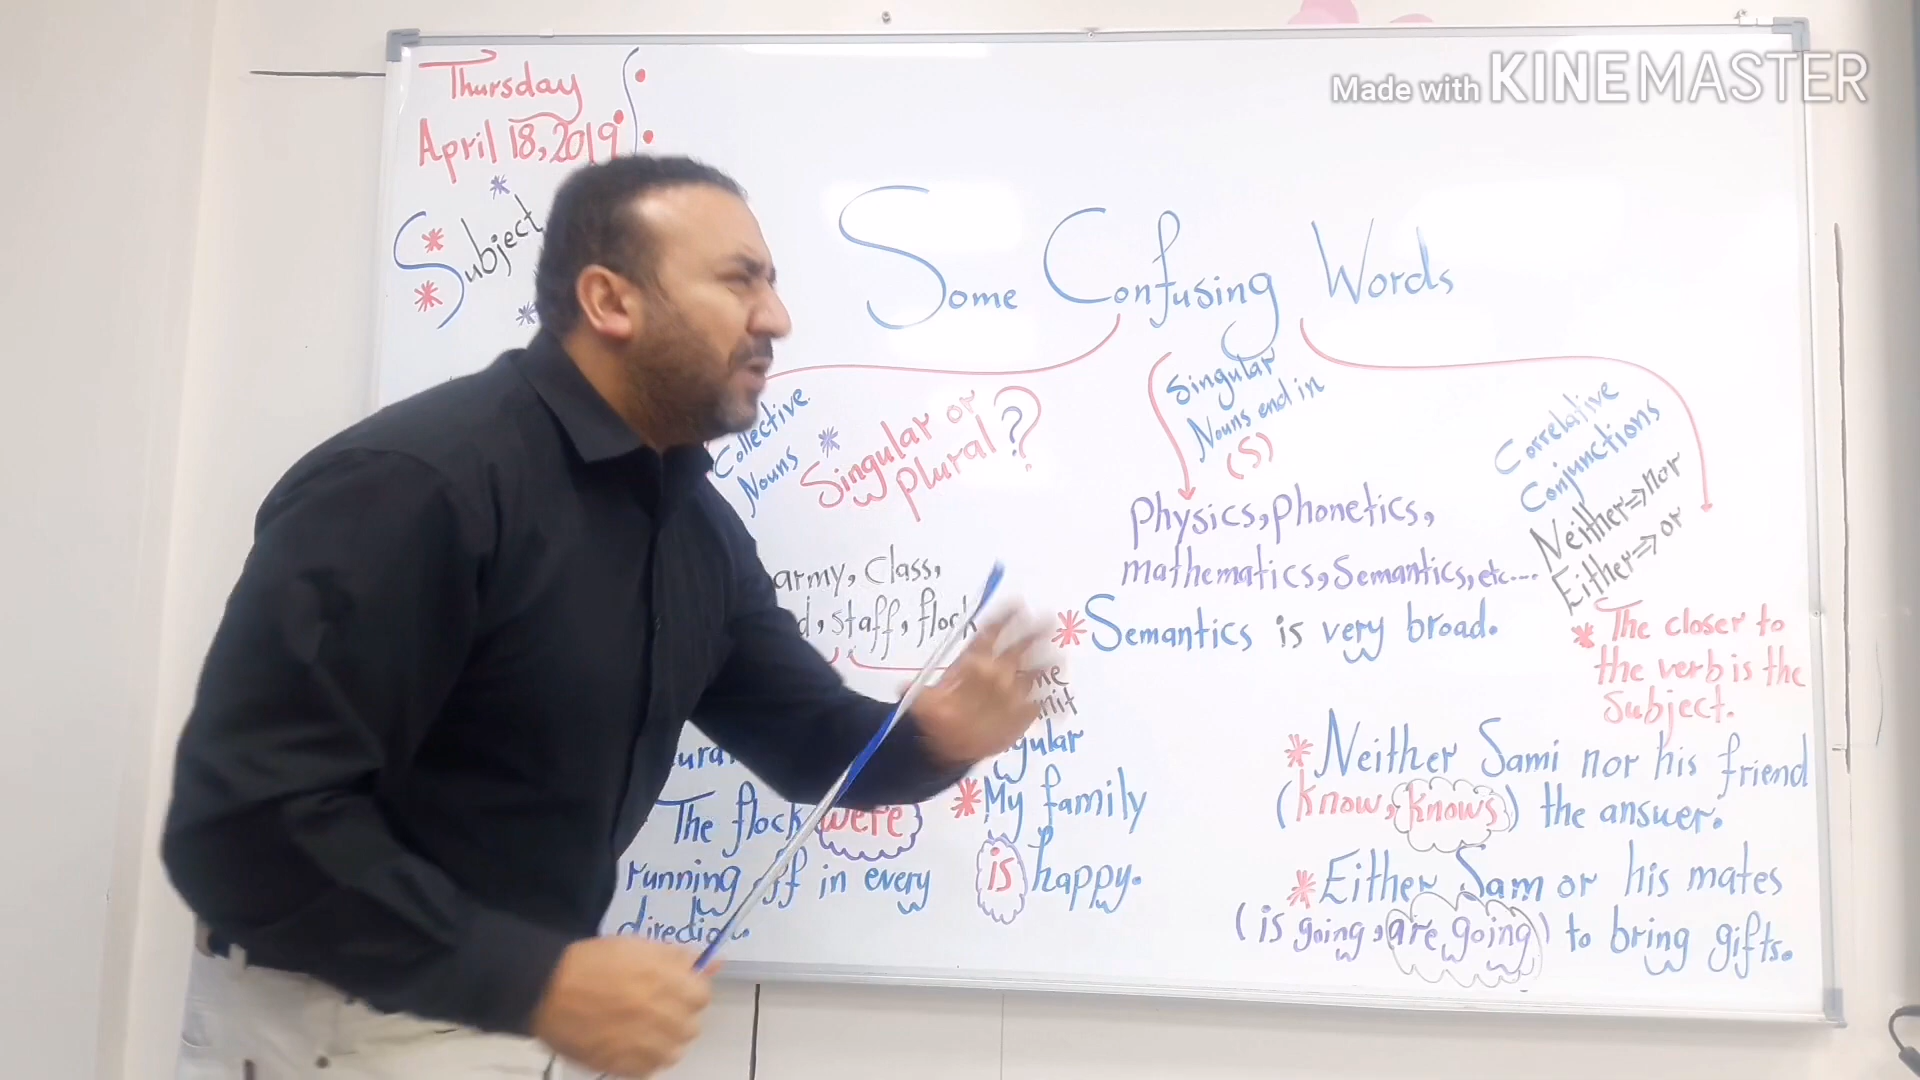 Made with KINEMASTER
Thursday
April 18, 2019
Subject
Some Confusing Words
Collective
Nouns
Singular or
plural ?
army, class,
staff, flock
My family
is happy.
The flock were
running off in every
Singular
Nouns end in
(S)
Physics, phonetics,
mathematics, semantics, etc....
Semantics is very broad.
Correlative
Conjunctions
Neither => nor
Either => or
The closer to
the verb is the
subject.
Neither Sami nor his friend
(know, knows) the answer.
Either Sam or his mates
(is going, are going) to bring gifts.